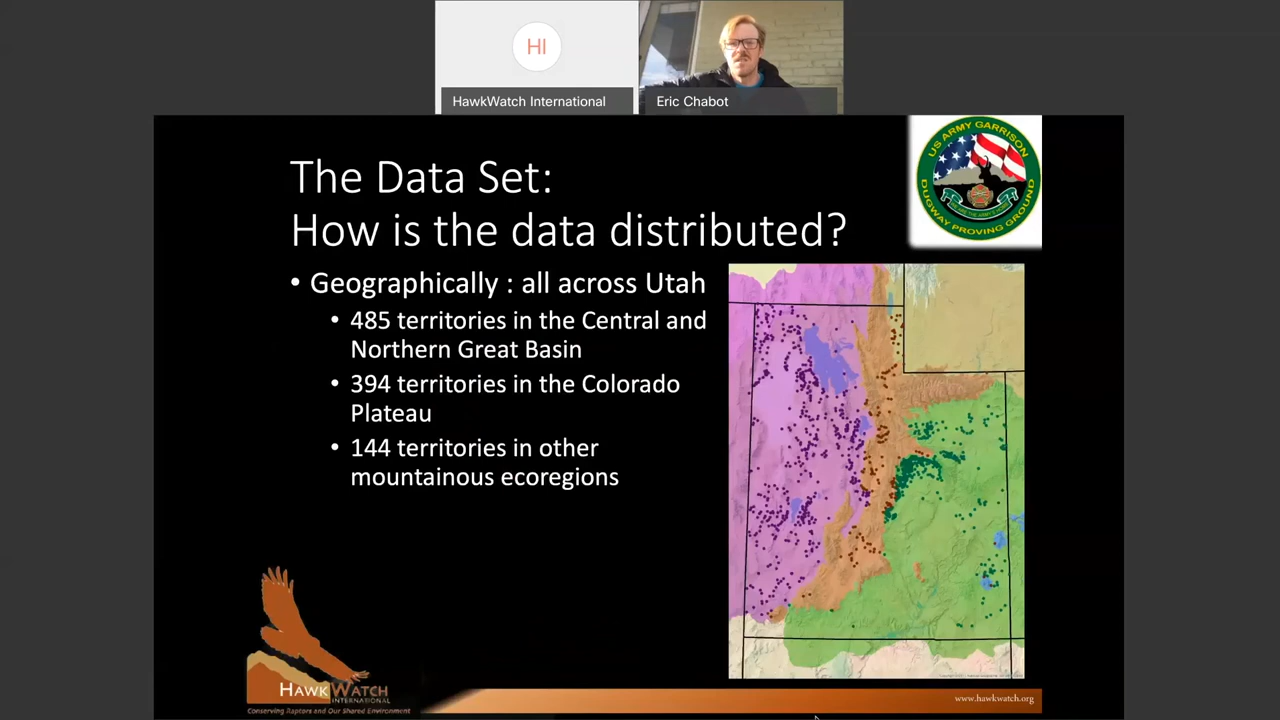 HI
HawkWatch International
Eric Chabot
The Data Set:
How is the data distributed?
US ARMY GARRISON
DUGWAY PROVING GROUND
• Geographically : all across Utah
• 485 territories in the Central and
Northern Great Basin
• 394 territories in the Colorado
Plateau
• 144 territories in other
mountainous ecoregions
HAWKWATCH
INTERNATIONAL
Conserving Raptors and Our Shared Environment
www.hawkwatch.org